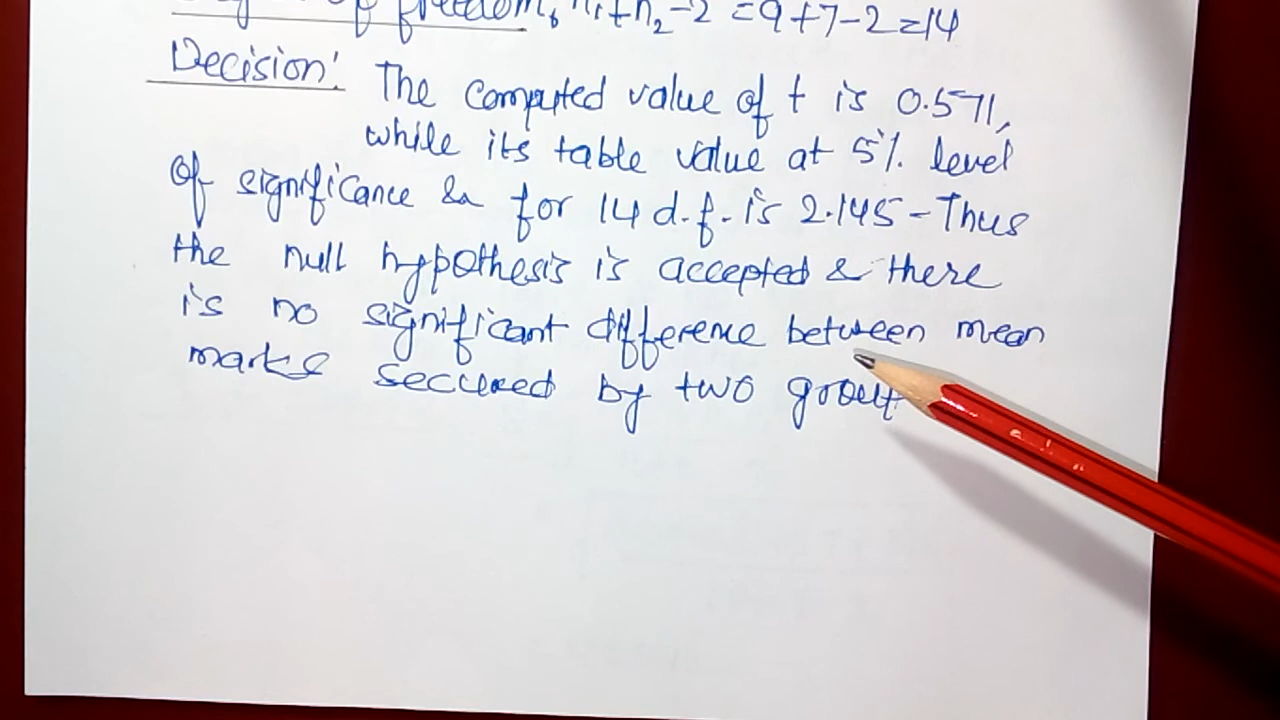 of freedom, n1+n2-2=9+7-2=14
Decision: The computed value of t is 0.571,
while its table value at 5% level
of significance & for 14 d.f. is 2.145-Thus
the null hypothesis is accepted & there
is no significant difference between mean
marks secured by two